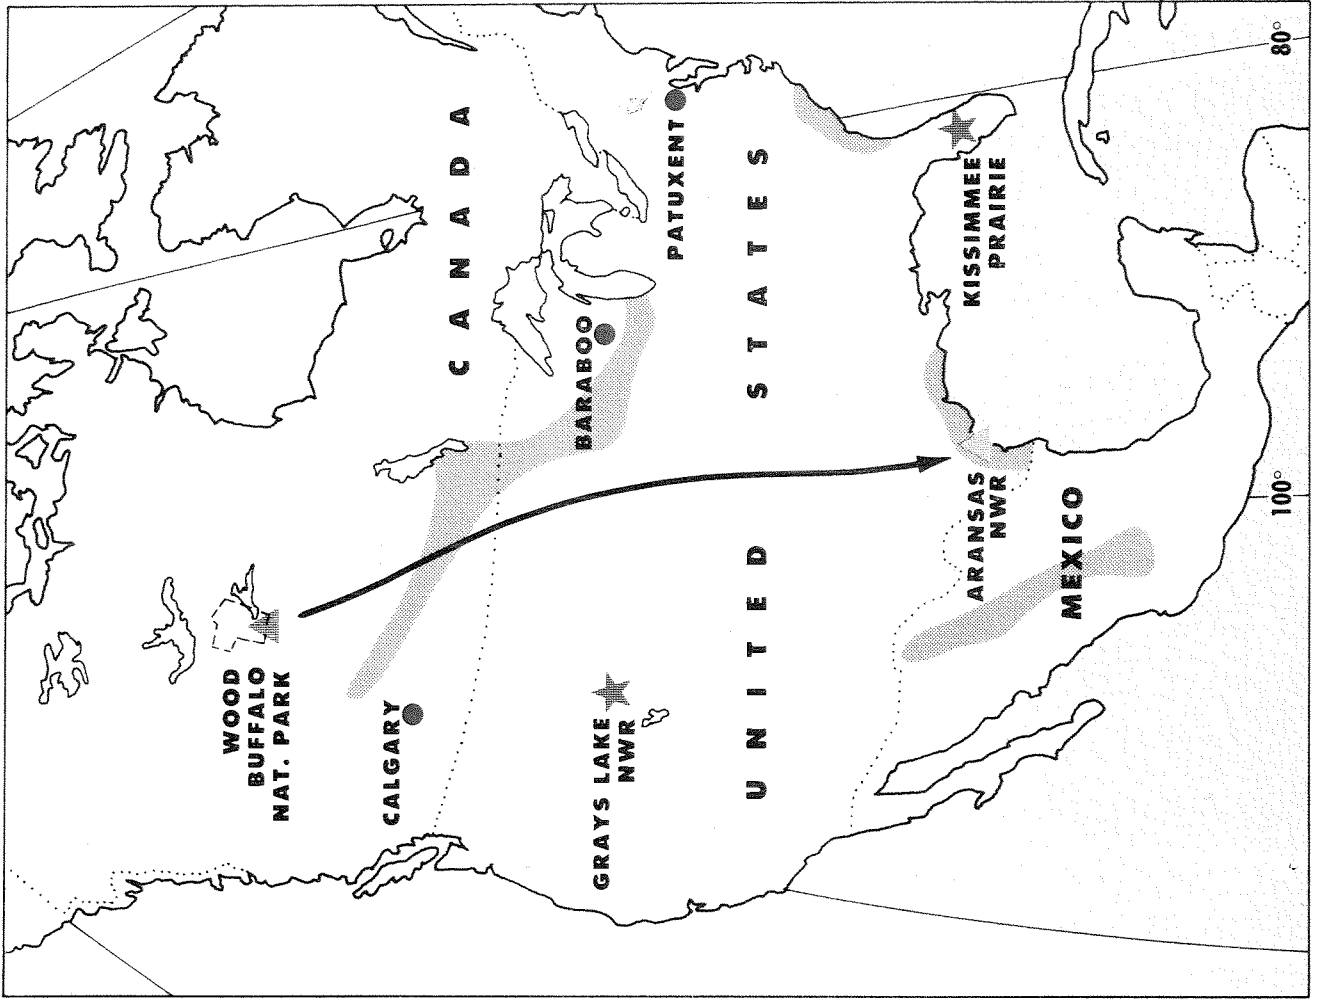 WOOD
BUFFALO
NAT. PARK
CALGARY
CANADA
BARABOO
PATUXENT
GRAYS LAKE
NWR
UNITED STATES
ARANSAS
NWR
KISSIMMEE
PRAIRIE
MEXICO
100°
80°